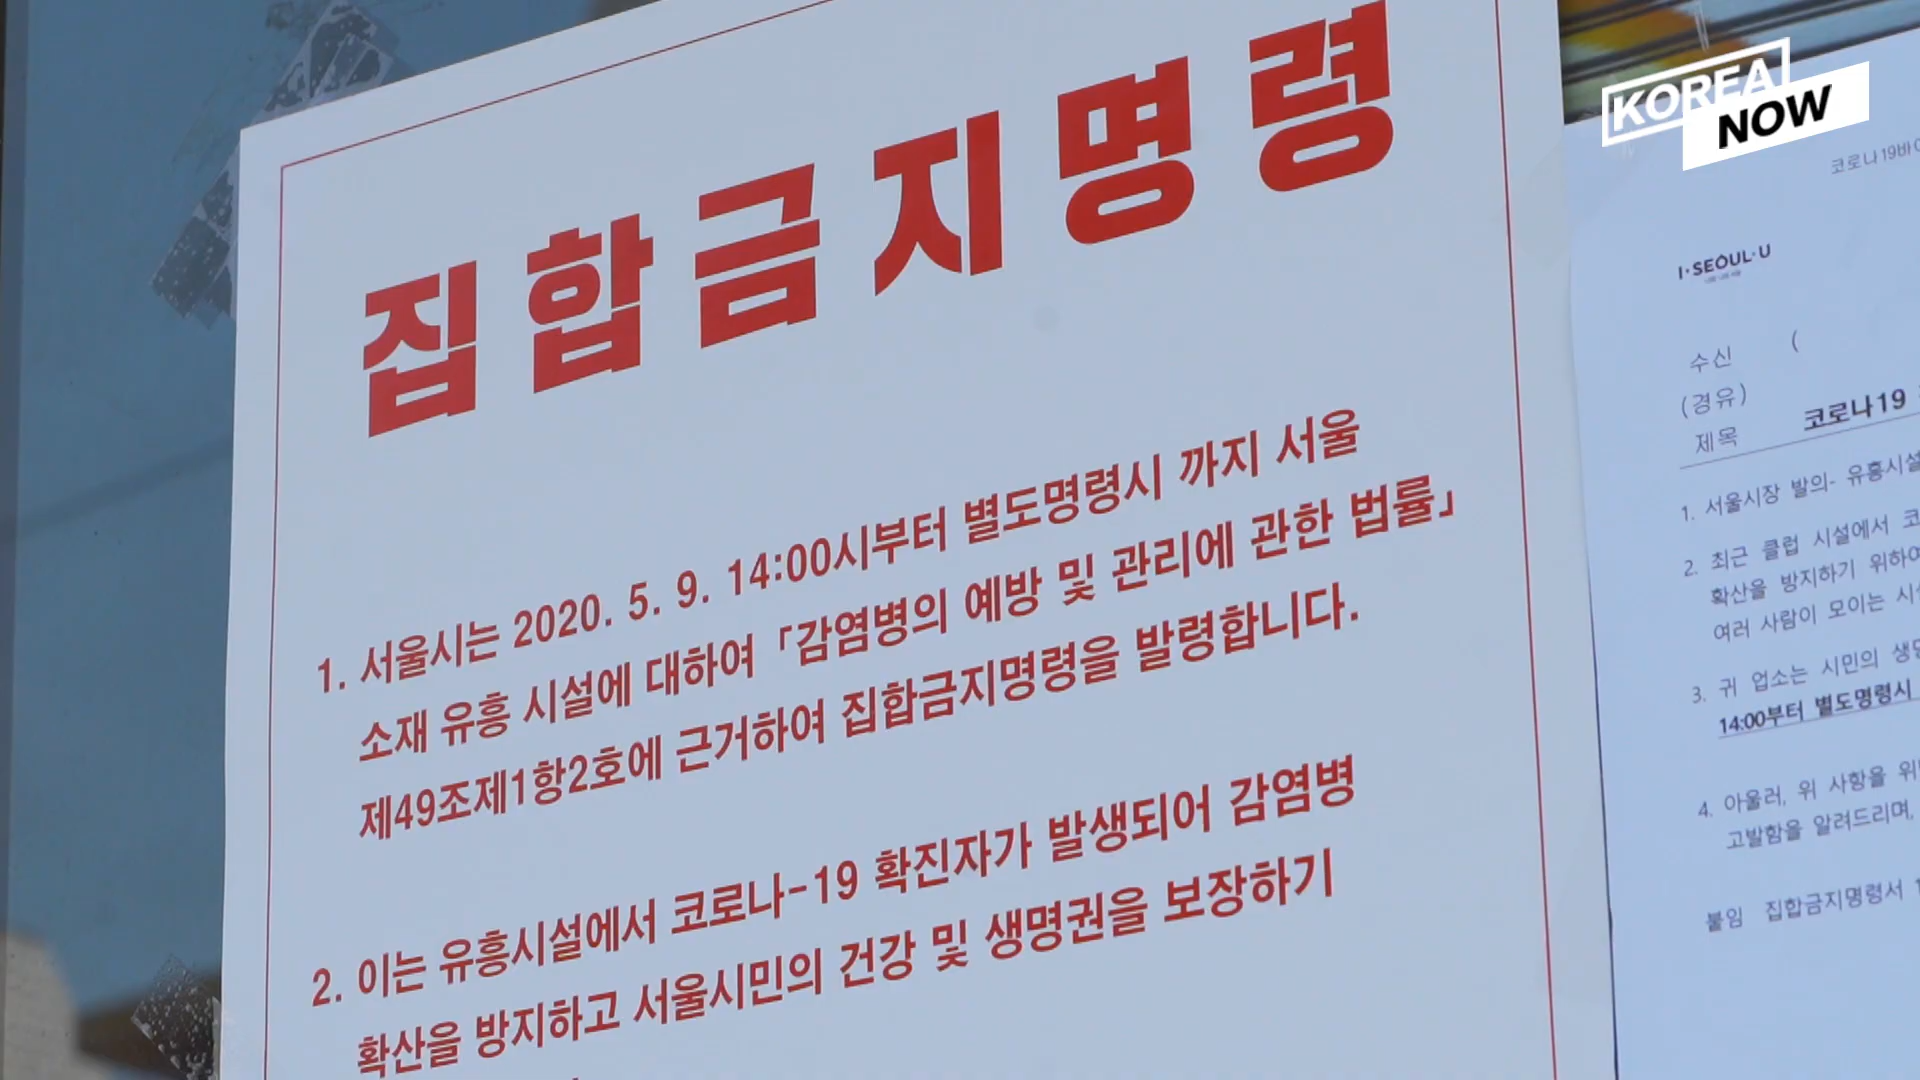 집합금지명령
1. 서울시는 2020. 5. 9. 14:00시부터 별도명령시 까지 서울
소재 유흥 시설에 대하여 「감염병의 예방 및 관리에 관한 법률」
제49조제1항2호에 근거하여 집합금지명령을 발령합니다.
2. 이는 유흥시설에서 코로나-19 확진자가 발생되어 감염병
확산을 방지하고 서울시민의 건강 및 생명권을 보장하기
KOREA
NOW
코로나19바
I·SEOUL·U
수신 (
(경유)
제목 코로나19
1. 서울시장 발의- 유흥시설
2. 최근 클럽 시설에서 코
확산을 방지하기 위하여
여러 사람이 모이는 시설
3. 귀 업소는 시민의 생명
14:00부터 별도명령시
4. 아울러, 위 사항을 위
고발함을 알려드리며,
붙임 집합금지명령서 1